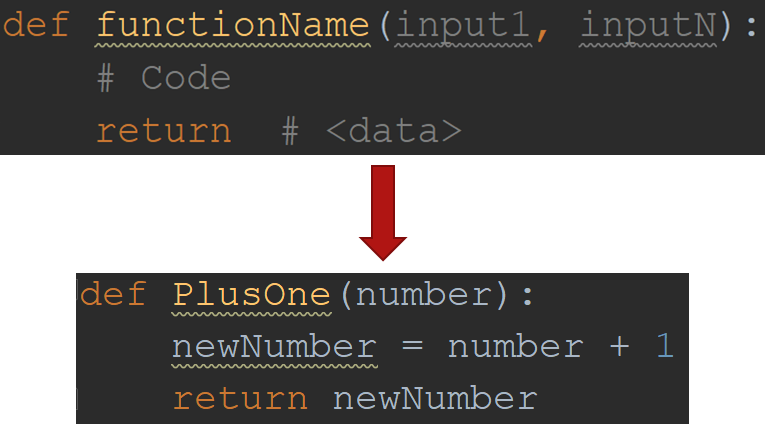 def functionName(input1, inputN):
    # Code
    return  # <data>
def PlusOne(number):
    newNumber = number + 1
    return newNumber